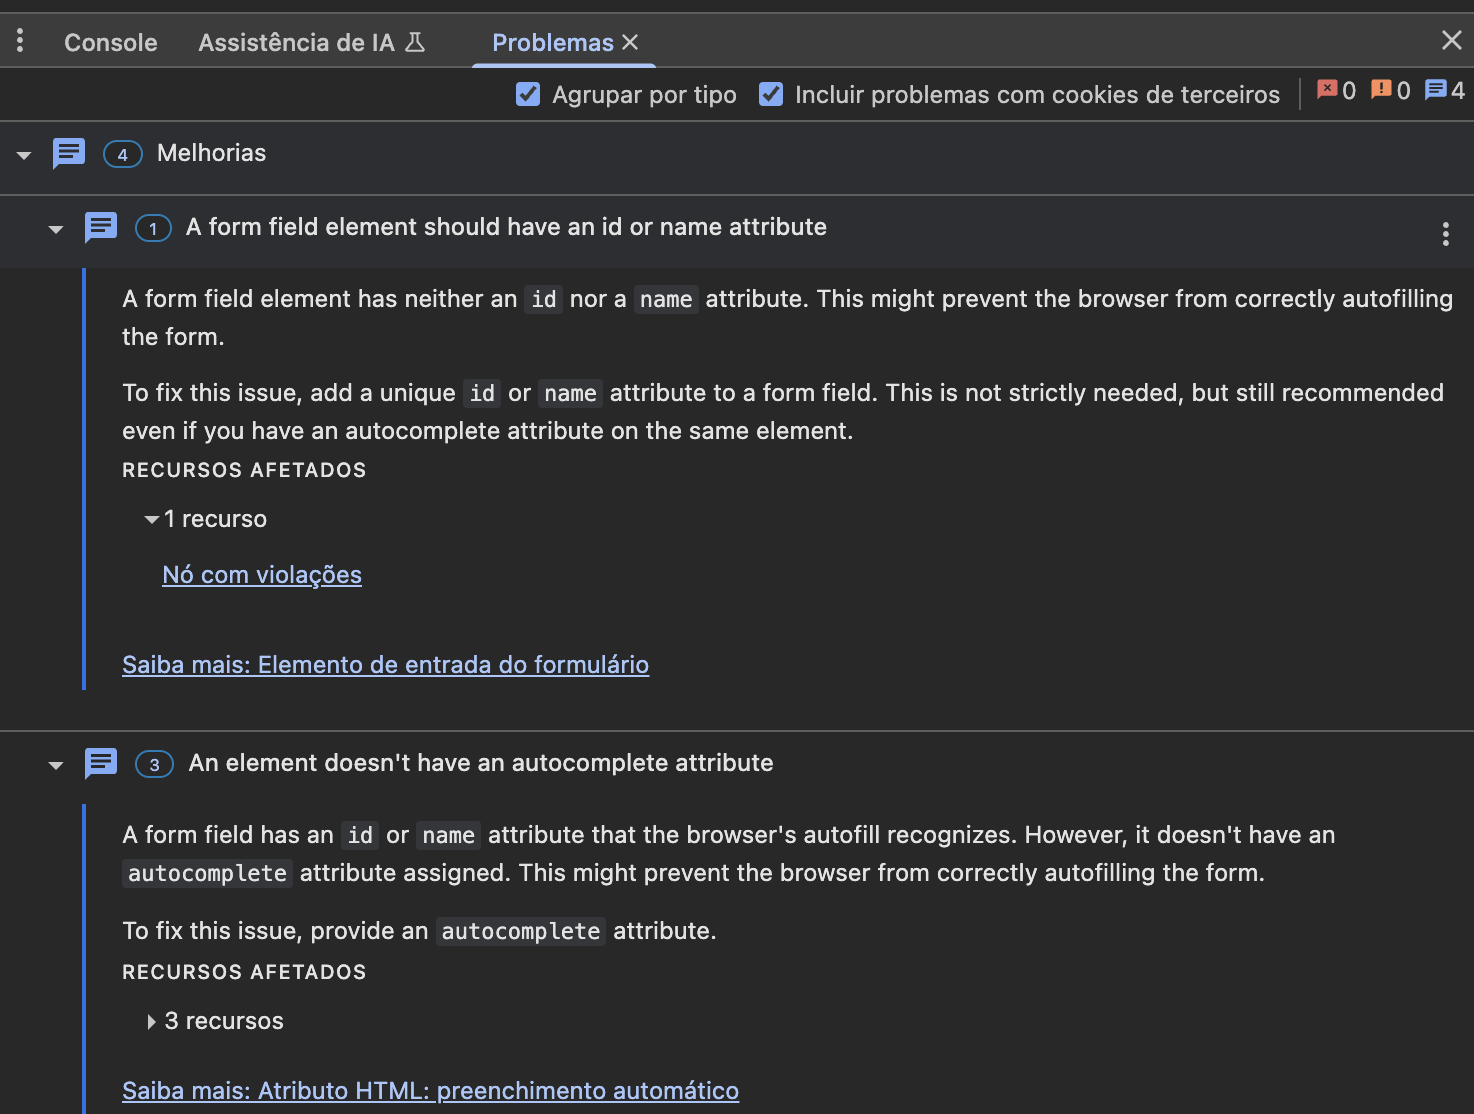 Console Assistência de IA Problemas
Agrupar por tipo Incluir problemas com cookies de terceiros 0 0 4
4 Melhorias
1 A form field element should have an id or name attribute
A form field element has neither an id nor a name attribute. This might prevent the browser from correctly autofilling
the form.
To fix this issue, add a unique id or name attribute to a form field. This is not strictly needed, but still recommended
even if you have an autocomplete attribute on the same element.
RECURSOS AFETADOS
1 recurso
Nó com violações
Saiba mais: Elemento de entrada do formulário
3 An element doesn't have an autocomplete attribute
A form field has an id or name attribute that the browser's autofill recognizes. However, it doesn't have an
autocomplete attribute assigned. This might prevent the browser from correctly autofilling the form.
To fix this issue, provide an autocomplete attribute.
RECURSOS AFETADOS
3 recursos
Saiba mais: Atributo HTML: preenchimento automático